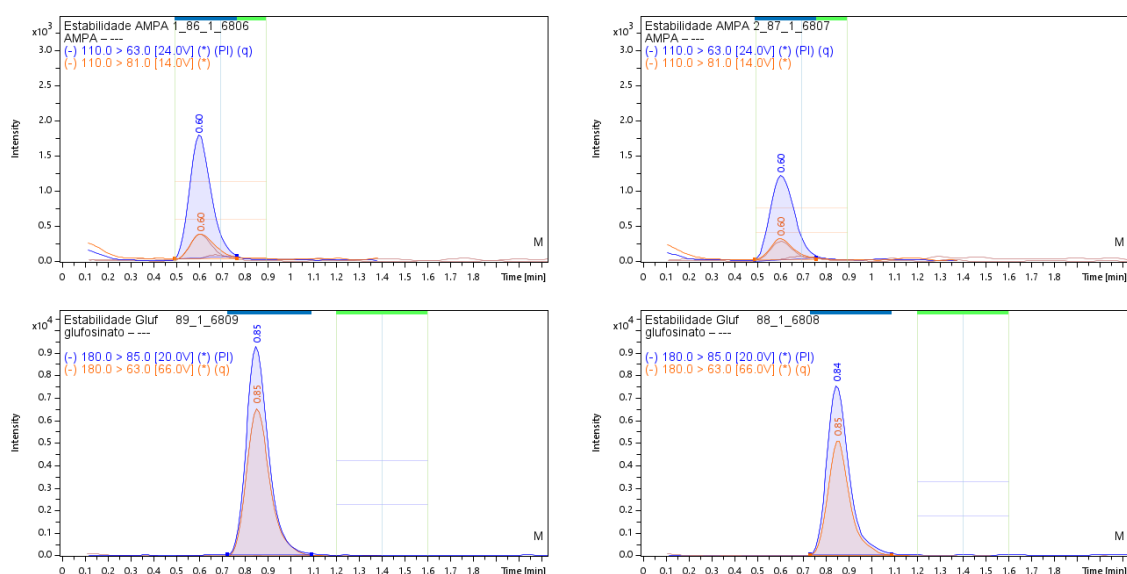 x10³
Estabilidade AMPA 1_86_1_6806
AMPA – ---
(-) 110.0 > 63.0 [24.0V] (*) (PI) (q)
(-) 110.0 > 81.0 [14.0V] (*)
3.0
2.5
2.0
1.5
1.0
0.5
0.0
Intensity
0.60
0.60
M
0 0.1 0.2 0.3 0.4 0.5 0.6 0.7 0.8 0.9 1 1.1 1.2 1.3 1.4 1.5 1.6 1.7 1.8 Time [min]
x10³
Estabilidade AMPA 2_87_1_6807
AMPA – ---
(-) 110.0 > 63.0 [24.0V] (*) (PI) (q)
(-) 110.0 > 81.0 [14.0V] (*)
3.0
2.5
2.0
1.5
1.0
0.5
0.0
Intensity
0.60
0.60
M
0 0.1 0.2 0.3 0.4 0.5 0.6 0.7 0.8 0.9 1 1.1 1.2 1.3 1.4 1.5 1.6 1.7 1.8 Time [min]
x10⁴
Estabilidade Gluf 89_1_6809
glufosinato – ---
(-) 180.0 > 85.0 [20.0V] (*) (PI)
(-) 180.0 > 63.0 [66.0V] (*) (q)
0.9
0.8
0.7
0.6
0.5
0.4
0.3
0.2
0.1
0.0
Intensity
0.85
0.85
M
0 0.1 0.2 0.3 0.4 0.5 0.6 0.7 0.8 0.9 1 1.1 1.2 1.3 1.4 1.5 1.6 1.7 1.8 Time [min]
x10⁴
Estabilidade Gluf 88_1_6808
glufosinato – ---
(-) 180.0 > 85.0 [20.0V] (*) (PI)
(-) 180.0 > 63.0 [66.0V] (*) (q)
0.9
0.8
0.7
0.6
0.5
0.4
0.3
0.2
0.1
0.0
Intensity
0.84
0.85
M
0 0.1 0.2 0.3 0.4 0.5 0.6 0.7 0.8 0.9 1 1.1 1.2 1.3 1.4 1.5 1.6 1.7 1.8 Time [min]